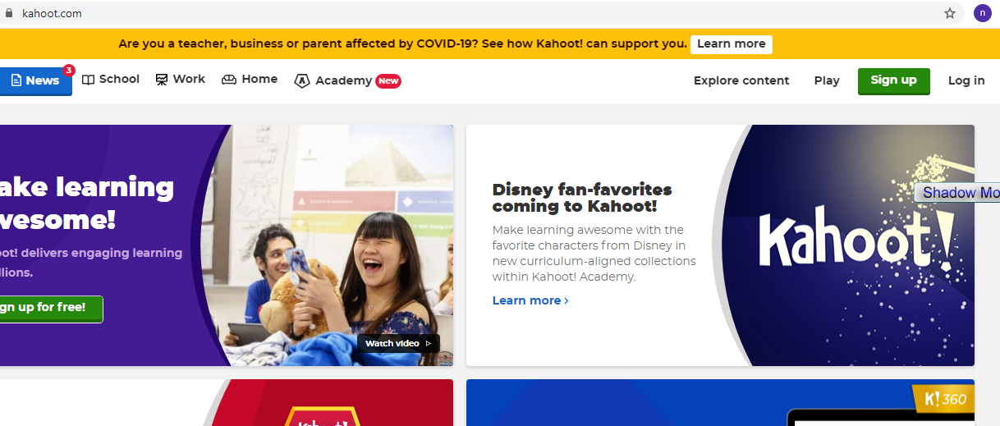 kahoot.com
n
Are you a teacher, business or parent affected by COVID-19? See how Kahoot! can support you. Learn more
News 3 School Work Home Academy New Explore content Play Sign up Log in
ake learning
wesome!
oot! delivers engaging learning
llions.
gn up for free!
Watch video
Disney fan-favorites
coming to Kahoot!
Make learning awesome with the
favorite characters from Disney in
new curriculum-aligned collections
within Kahoot! Academy.
Learn more >
Shadow Mo
Kahoot!
Kahoot!
K! 360